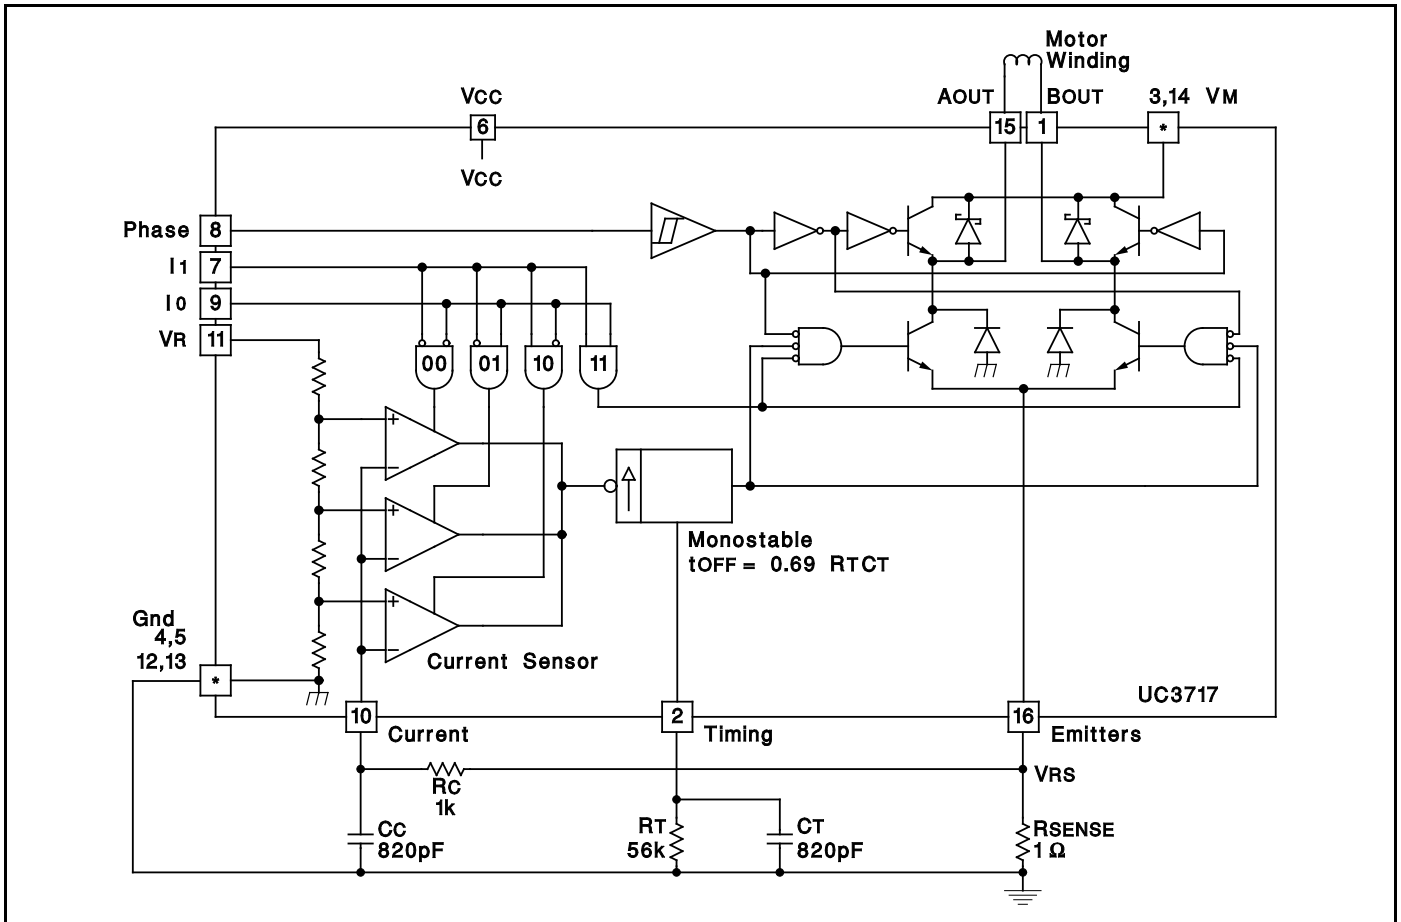 Motor
Winding
VCC
AOUT
BOUT
3,14 VM
6
15
1
*
VCC
Phase
8
I1
7
I0
9
VR
11
00
01
10
11
+
−
+
−
+
−
Monostable
tOFF = 0.69 RTCT
Gnd
4,5
12,13
*
Current Sensor
UC3717
10
Current
2
Timing
16
Emitters
VRS
RC
1k
CC
820pF
RT
56k
CT
820pF
RSENSE
1 Ω